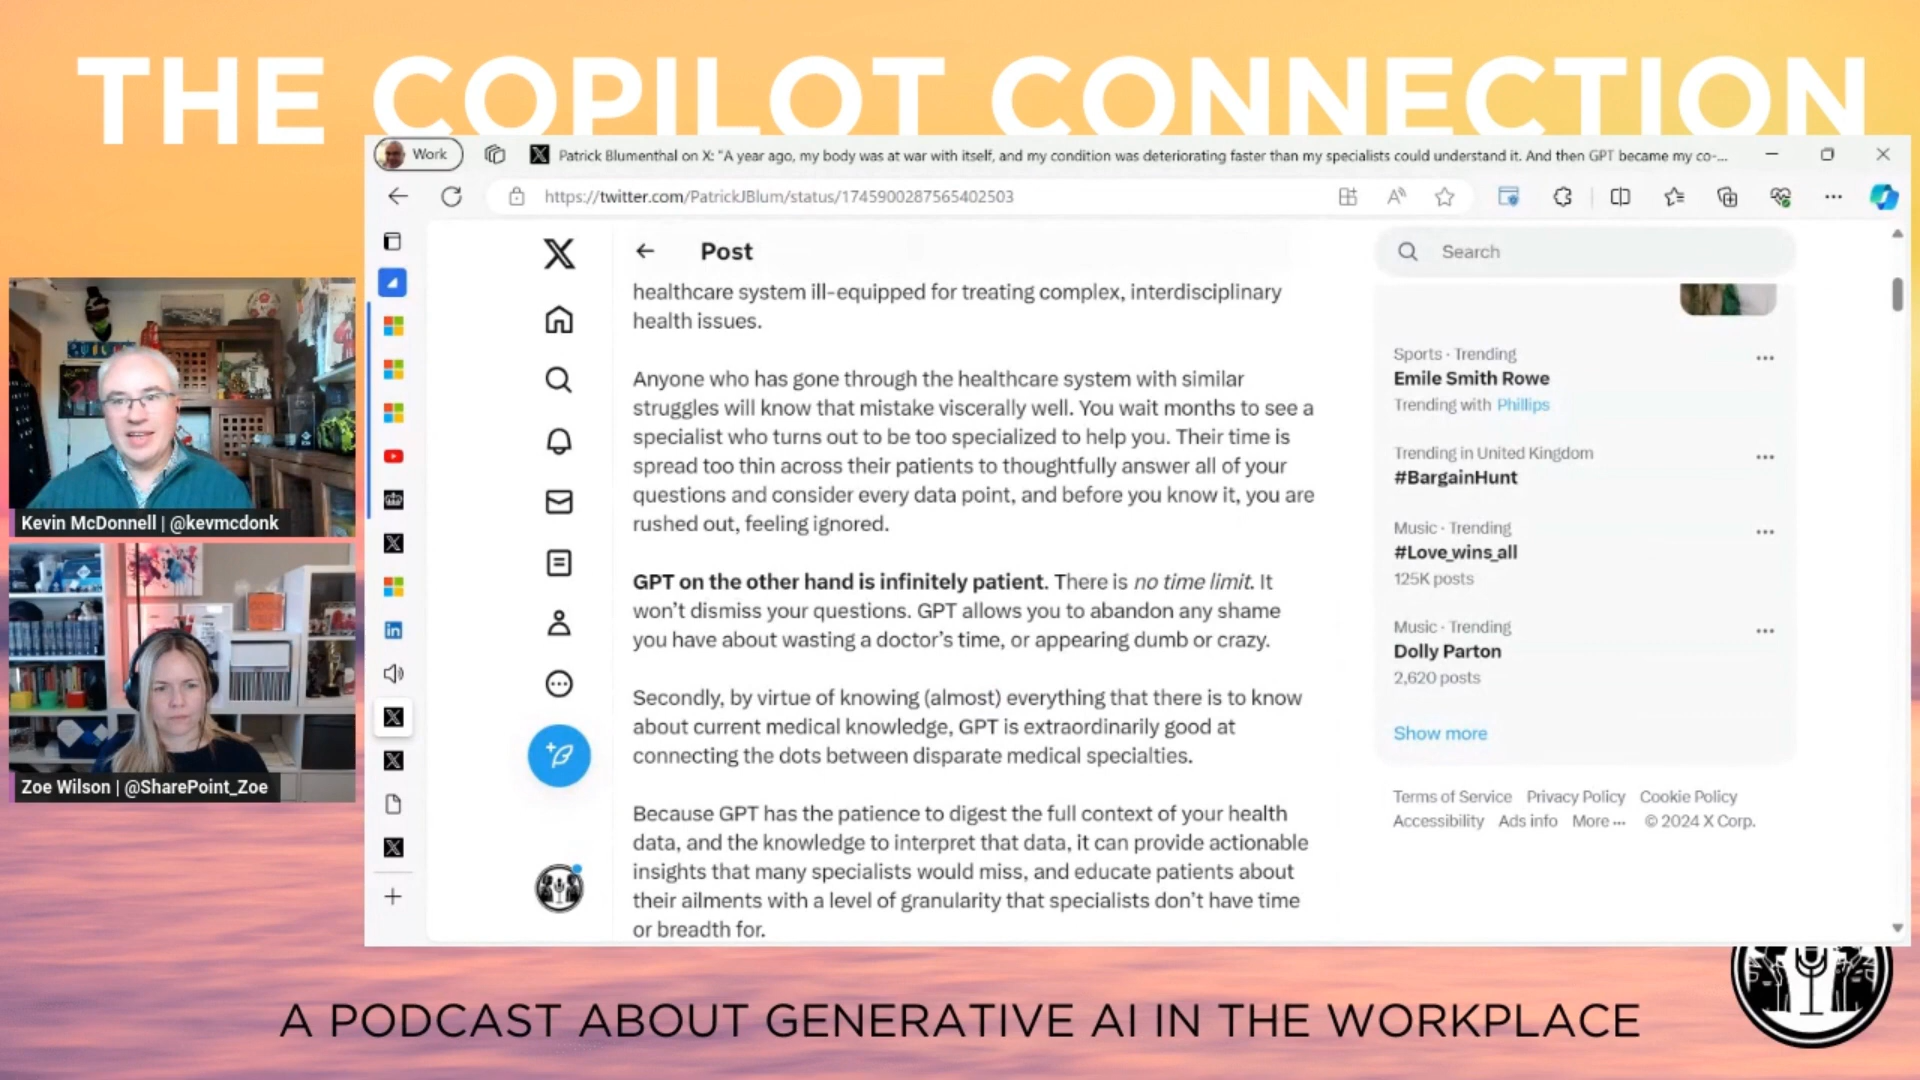 THE COPILOT CONNECTION
Work
Patrick Blumenthal on X: "A year ago, my body was at war with itself, and my condition was deteriorating faster than my specialists could understand it. And then GPT became my co-...
https://twitter.com/PatrickJBlum/status/1745900287565402503
Post
Search
healthcare system ill-equipped for treating complex, interdisciplinary
health issues.
Anyone who has gone through the healthcare system with similar
struggles will know that mistake viscerally well. You wait months to see a
specialist who turns out to be too specialized to help you. Their time is
spread too thin across their patients to thoughtfully answer all of your
questions and consider every data point, and before you know it, you are
rushed out, feeling ignored.
GPT on the other hand is infinitely patient. There is no time limit. It
won't dismiss your questions. GPT allows you to abandon any shame
you have about wasting a doctor's time, or appearing dumb or crazy.
Secondly, by virtue of knowing (almost) everything that there is to know
about current medical knowledge, GPT is extraordinarily good at
connecting the dots between disparate medical specialties.
Because GPT has the patience to digest the full context of your health
data, and the knowledge to interpret that data, it can provide actionable
insights that many specialists would miss, and educate patients about
their ailments with a level of granularity that specialists don't have time
or breadth for.
Sports · Trending
Emile Smith Rowe
Trending with Phillips
Trending in United Kingdom
#BargainHunt
Music · Trending
#Love_wins_all
125K posts
Music · Trending
Dolly Parton
2,620 posts
Show more
Terms of Service Privacy Policy Cookie Policy
Accessibility Ads info More ··· © 2024 X Corp.
Kevin McDonnell | @kevmcdonk
Zoe Wilson | @SharePoint_Zoe
A PODCAST ABOUT GENERATIVE AI IN THE WORKPLACE